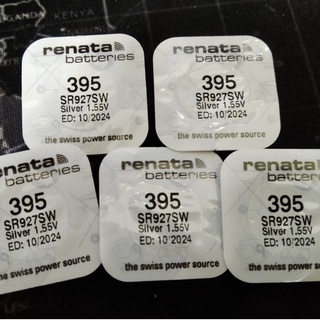 KENYA
renata
batteries
395
SR927SW
Silver 1.55V
ED: 10/2024
the swiss power source
renata
batteries
395
SR927SW
Silver 1.55V
ED: 10/2024
the swiss power source
renata
batteries
395
SR927SW
Silver 1.55V
ED: 10/2024
the swiss power source
renata
batteries
395
SR927SW
Silver 1.55V
ED: 10/2024
the swiss power source
renata
batteries
395
SR927SW
Silver 1.55V
ED: 10/2024
the swiss power source